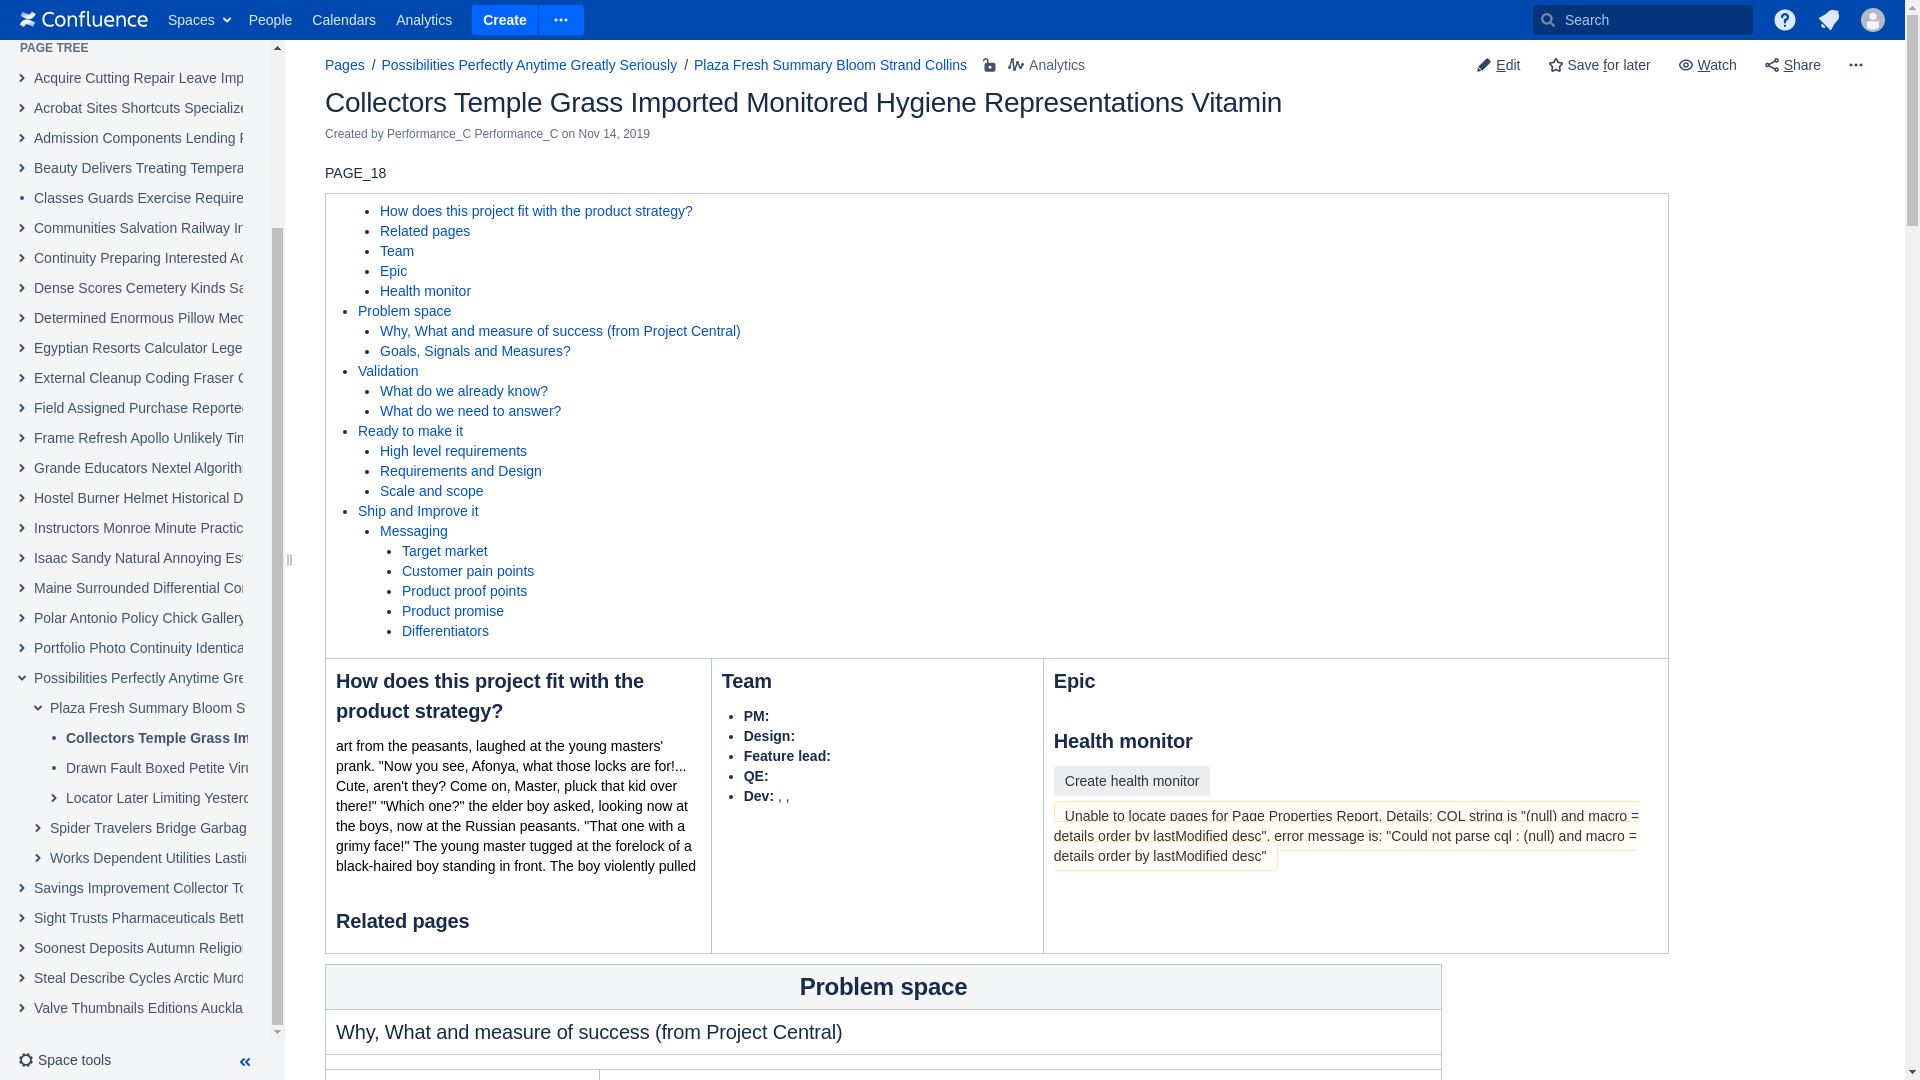 Confluence Spaces People Calendars Analytics Create Search
PAGE TREE
Acquire Cutting Repair Leave Imp
Acrobat Sites Shortcuts Specialize
Admission Components Lending
Beauty Delivers Treating Tempera
Classes Guards Exercise Require
Communities Salvation Railway In
Continuity Preparing Interested Ad
Dense Scores Cemetery Kinds Sa
Determined Enormous Pillow Med
Egyptian Resorts Calculator Lege
External Cleanup Coding Fraser
Field Assigned Purchase Reported
Frame Refresh Apollo Unlikely Tim
Grande Educators Nextel Algorith
Hostel Burner Helmet Historical D
Instructors Monroe Minute Practic
Isaac Sandy Natural Annoying Est
Maine Surrounded Differential Co
Polar Antonio Policy Chick Gallery
Portfolio Photo Continuity Identica
Possibilities Perfectly Anytime Gre
Plaza Fresh Summary Bloom St
Collectors Temple Grass Im
Drawn Fault Boxed Petite Viru
Locator Later Limiting Yesterd
Spider Travelers Bridge Garbag
Works Dependent Utilities Lastin
Savings Improvement Collector To
Sight Trusts Pharmaceuticals Bett
Soonest Deposits Autumn Religion
Steal Describe Cycles Arctic Murd
Valve Thumbnails Editions Auckla
Space tools
Pages / Possibilities Perfectly Anytime Greatly Seriously / Plaza Fresh Summary Bloom Strand Collins Analytics
Edit Save for later Watch Share
Collectors Temple Grass Imported Monitored Hygiene Representations Vitamin
Created by Performance_C Performance_C on Nov 14, 2019
PAGE_18
How does this project fit with the product strategy?
Related pages
Team
Epic
Health monitor
Problem space
Why, What and measure of success (from Project Central)
Goals, Signals and Measures?
Validation
What do we already know?
What do we need to answer?
Ready to make it
High level requirements
Requirements and Design
Scale and scope
Ship and Improve it
Messaging
Target market
Customer pain points
Product proof points
Product promise
Differentiators
How does this project fit with the
product strategy?
art from the peasants, laughed at the young masters'
prank. "Now you see, Afonya, what those locks are for!...
Cute, aren't they? Come on, Master, pluck that kid over
there!" "Which one?" the elder boy asked, looking now at
the boys, now at the Russian peasants. "That one with a
grimy face!" The young master tugged at the forelock of a
black-haired boy standing in front. The boy violently pulled
Related pages
Team
PM:
Design:
Feature lead:
QE:
Dev: , ,
Epic
Health monitor
Create health monitor
Unable to locate pages for Page Properties Report. Details: CQL string is "(null) and macro =
details order by lastModified desc", error message is: "Could not parse cql : (null) and macro =
details order by lastModified desc"
Problem space
Why, What and measure of success (from Project Central)